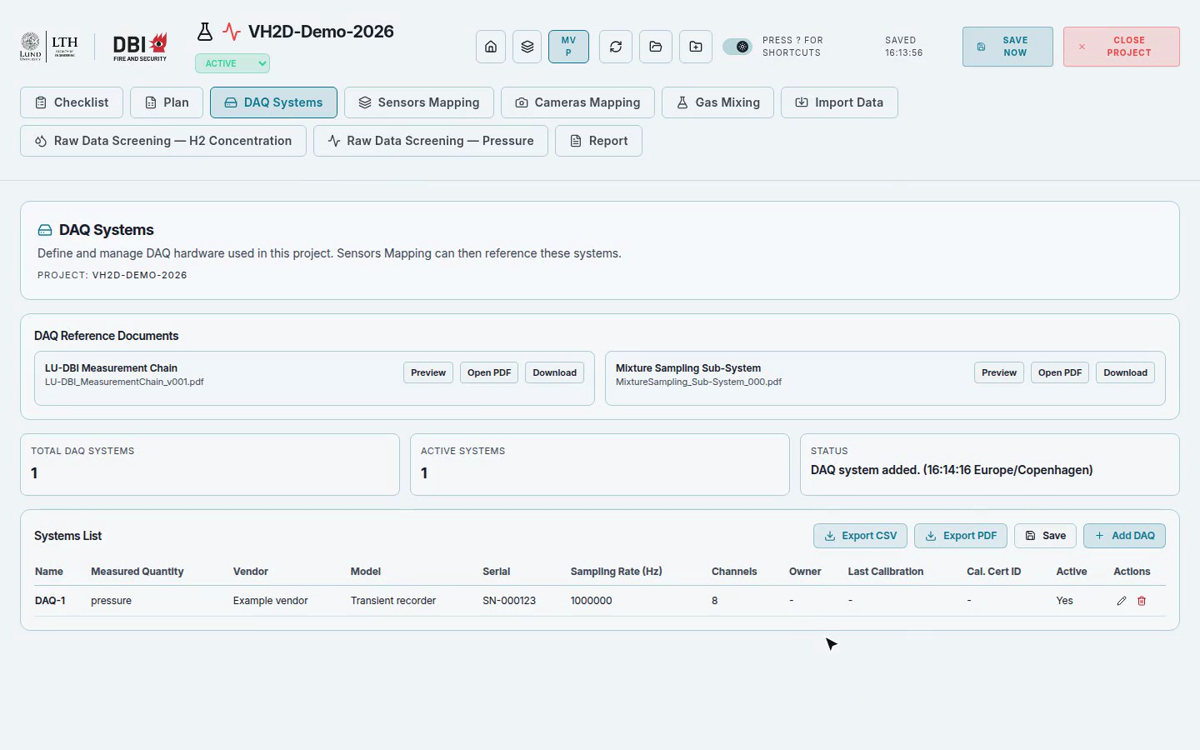 LUND
LTH
DBI
FIRE AND SECURITY
VH2D-Demo-2026
ACTIVE
MV
P
PRESS ? FOR
SHORTCUTS
SAVED
16:13:56
SAVE
NOW
CLOSE
PROJECT
Checklist
Plan
DAQ Systems
Sensors Mapping
Cameras Mapping
Gas Mixing
Import Data
Raw Data Screening — H2 Concentration
Raw Data Screening — Pressure
Report
DAQ Systems
Define and manage DAQ hardware used in this project. Sensors Mapping can then reference these systems.
PROJECT: VH2D-DEMO-2026
DAQ Reference Documents
LU-DBI Measurement Chain
LU-DBI_MeasurementChain_v001.pdf
Preview
Open PDF
Download
Mixture Sampling Sub-System
MixtureSampling_Sub-System_000.pdf
Preview
Open PDF
Download
TOTAL DAQ SYSTEMS
1
ACTIVE SYSTEMS
1
STATUS
DAQ system added. (16:14:16 Europe/Copenhagen)
Systems List
Export CSV
Export PDF
Save
+ Add DAQ
Name Measured Quantity Vendor Model Serial Sampling Rate (Hz) Channels Owner Last Calibration Cal. Cert ID Active Actions
DAQ-1 pressure Example vendor Transient recorder SN-000123 1000000 8 - - - Yes